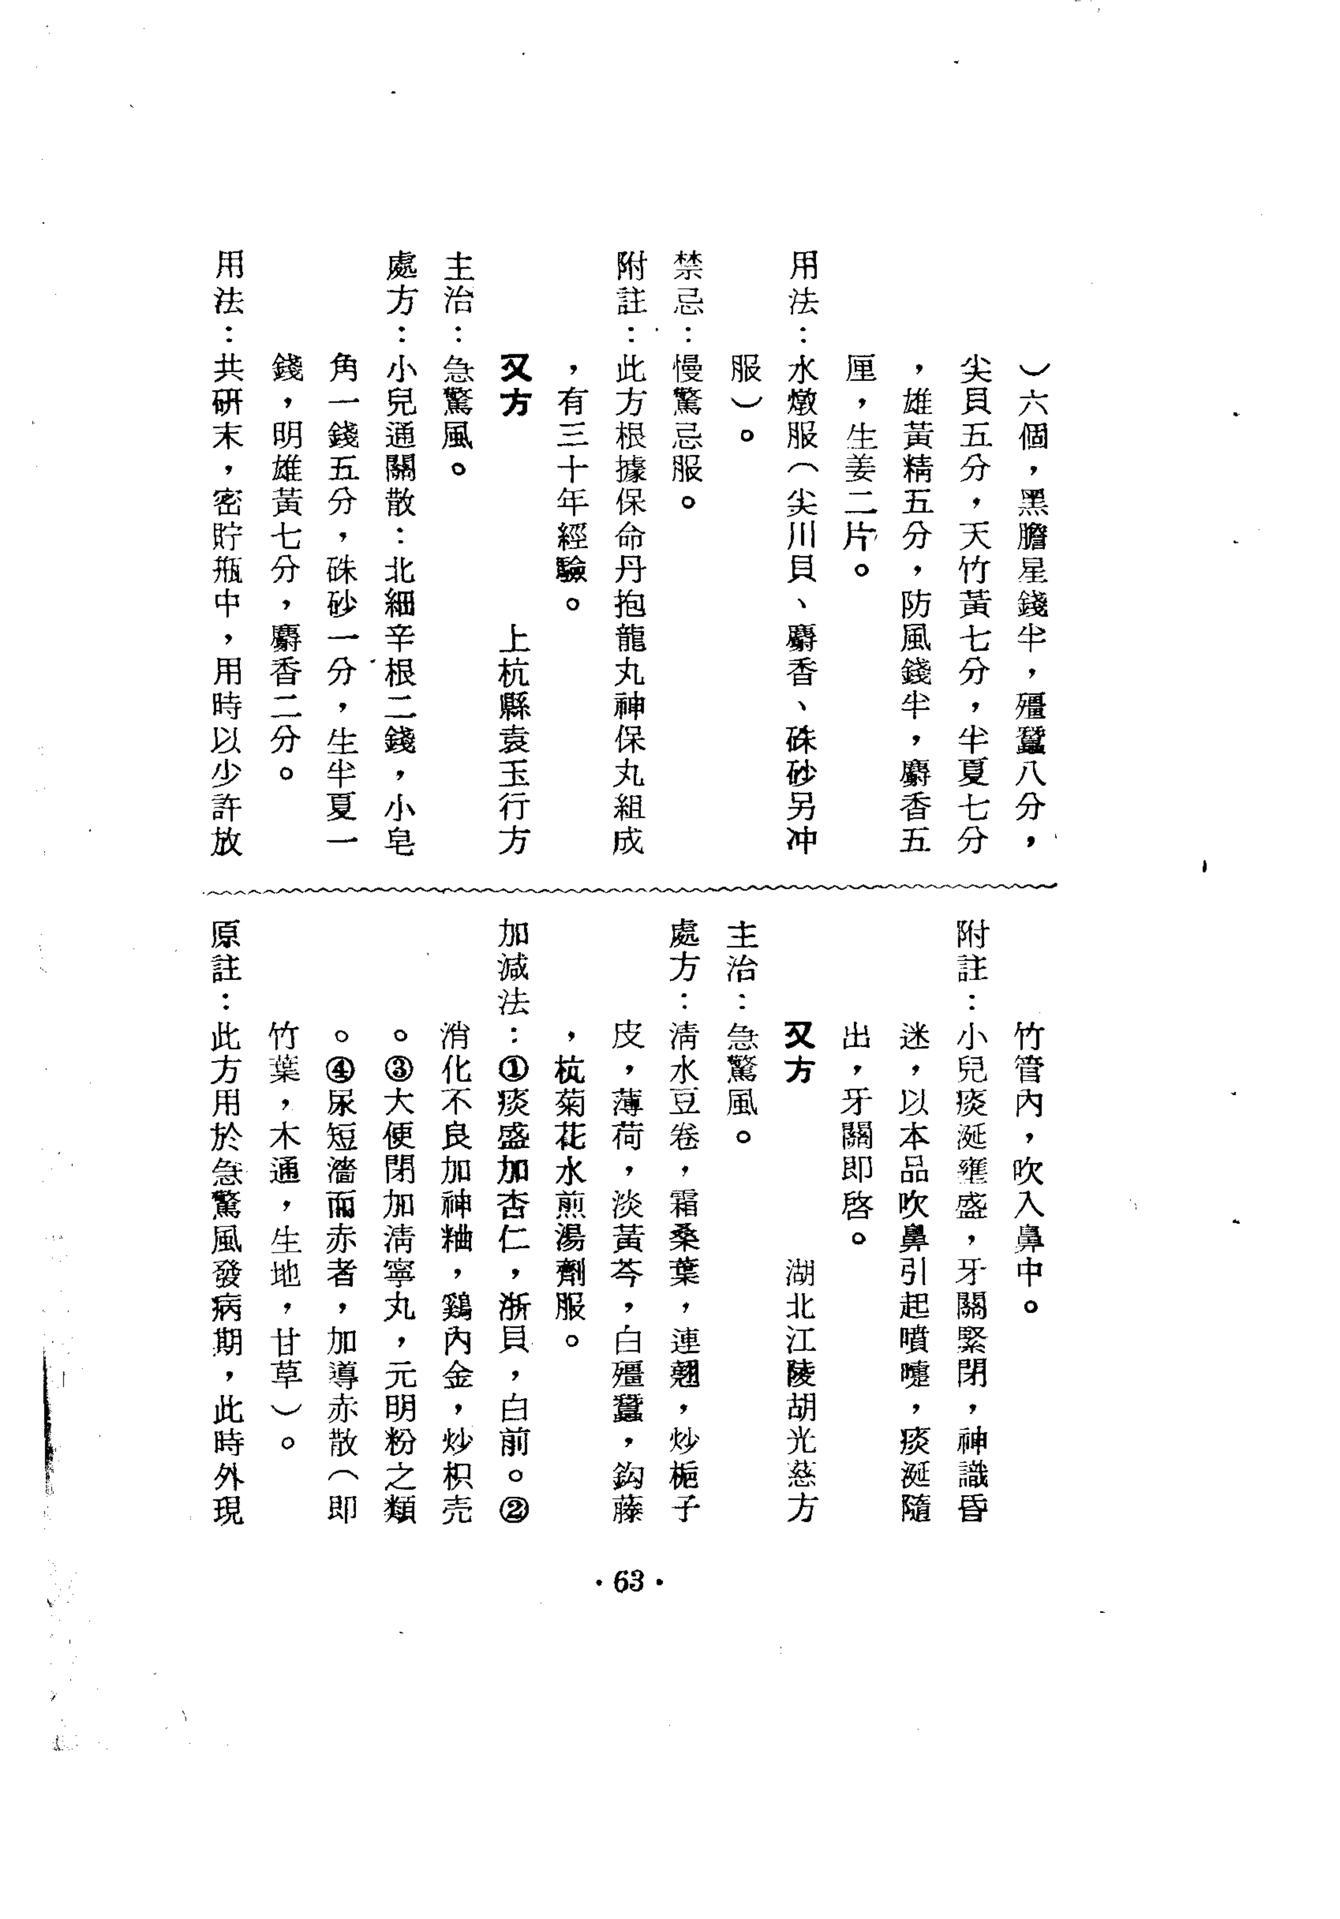 ）六個，黑膽星錢半，殭蠶八分，
尖貝五分，天竹黃七分，半夏七分
，雄黃精五分，防風錢半，麝香五
厘，生姜二片。
用法：水燉服（尖川貝、麝香、硃砂另冲
服）。
禁忌：慢驚忌服。
附註：此方根據保命丹抱龍丸神保丸組成
，有三十年經驗。
又方　上杭縣袁玉行方
主治：急驚風。
處方：小兒通關散：北細辛根二錢，小皂
角一錢五分，硃砂一分，生半夏一
錢，明雄黃七分，麝香二分。
用法：共研末，密貯瓶中，用時以少許放
竹管內，吹入鼻中。
附註：小兒痰涎壅盛，牙關緊閉，神識昏
迷，以本品吹鼻引起噴嚏，痰涎隨
出，牙關即啓。
又方　湖北江陵胡光慈方
主治：急驚風。
處方：淸水豆卷，霜桑葉，連翹，炒梔子
皮，薄荷，淡黃芩，白殭蠶，鈎藤
，杭菊花水煎湯劑服。
加減法：①痰盛加杏仁，浙貝，白前。②
消化不良加神粬，鷄內金，炒枳壳
。③大便閉加淸寧丸，元明粉之類
。④尿短濇而赤者，加導赤散（即
竹葉，木通，生地，甘草）。
原註：此方用於急驚風發病期，此時外現
·63·